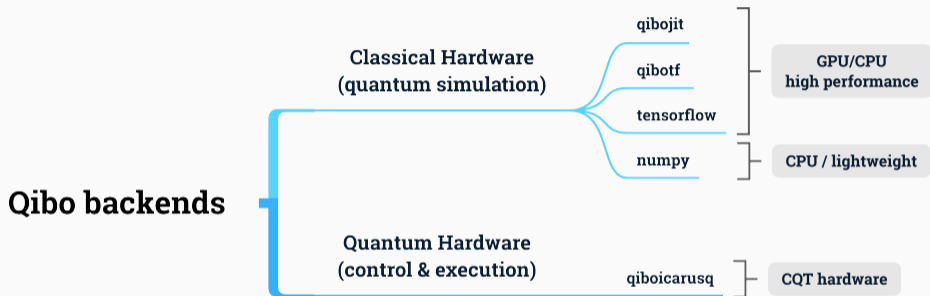 Qibo backends
Classical Hardware
(quantum simulation)
qibojit
qibotf
tensorflow
numpy
GPU/CPU
high performance
CPU / lightweight
Quantum Hardware
(control & execution)
qiboicarusq
CQT hardware